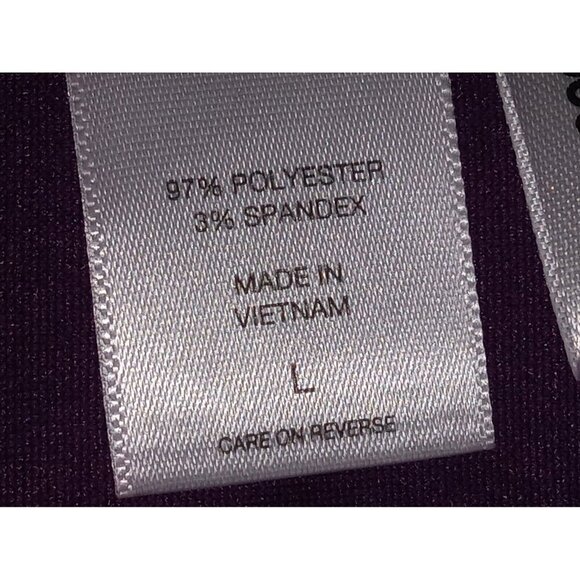 97% POLYESTER
3% SPANDEX
MADE IN
VIETNAM
L
CARE ON REVERSE